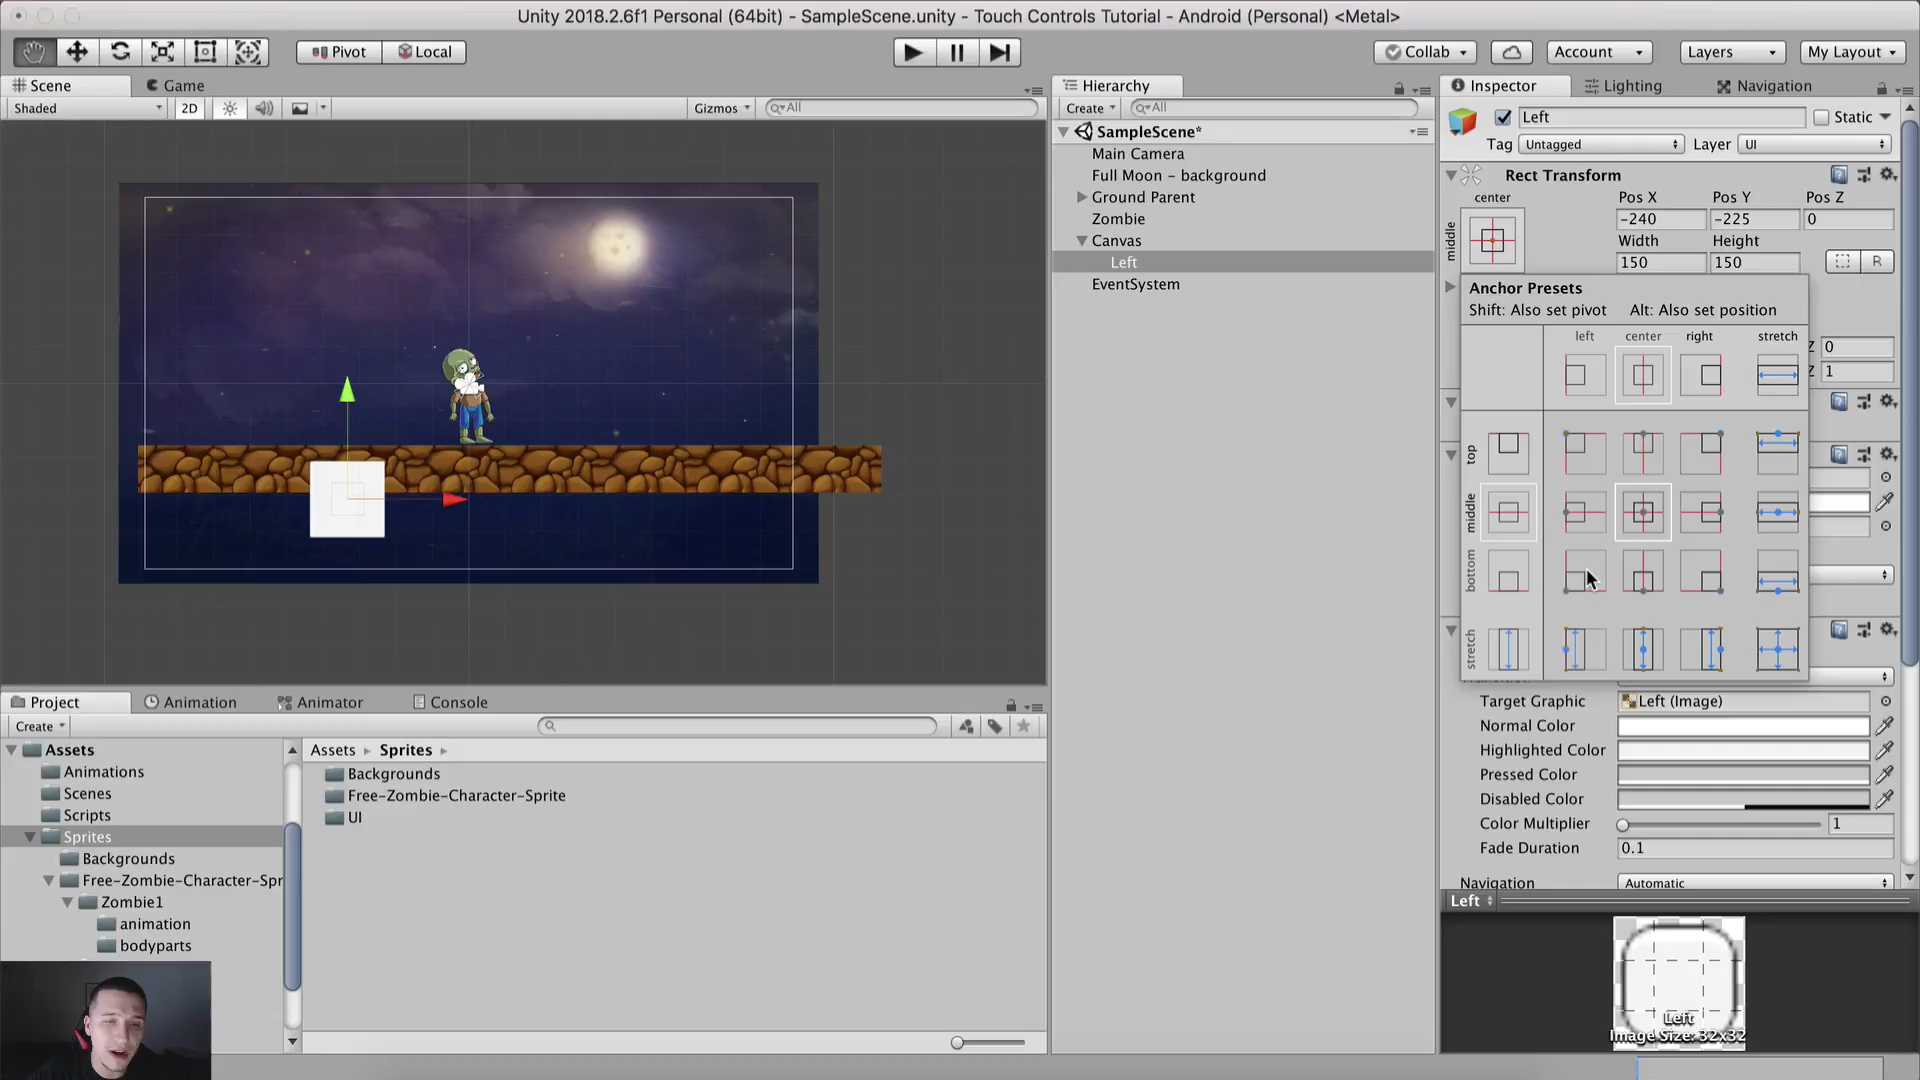 Unity 2018.2.6f1 Personal (64bit) - SampleScene.unity - Touch Controls Tutorial - Android (Personal) <Metal>
Pivot
Local
Collab
Account
Layers
My Layout
Scene
Game
Shaded
2D
Gizmos
All
Hierarchy
Create
All
SampleScene*
Main Camera
Full Moon - background
Ground Parent
Zombie
Canvas
Left
EventSystem
Inspector
Lighting
Navigation
Left
Static
Tag
Untagged
Layer
UI
Rect Transform
center
middle
Pos X
Pos Y
Pos Z
-240
-225
0
Width
Height
150
150
R
Anchor Presets
Shift: Also set pivot
Alt: Also set position
left
center
right
stretch
top
middle
bottom
stretch
Z
0
Z
1
Target Graphic
Left (Image)
Normal Color
Highlighted Color
Pressed Color
Disabled Color
Color Multiplier
1
Fade Duration
0.1
Navigation
Automatic
Left
Left
Image Size: 32x32
Project
Animation
Animator
Console
Create
Assets
Animations
Scenes
Scripts
Sprites
Backgrounds
Free-Zombie-Character-Spr
Zombie1
animation
bodyparts
Assets
Sprites
Backgrounds
Free-Zombie-Character-Sprite
UI